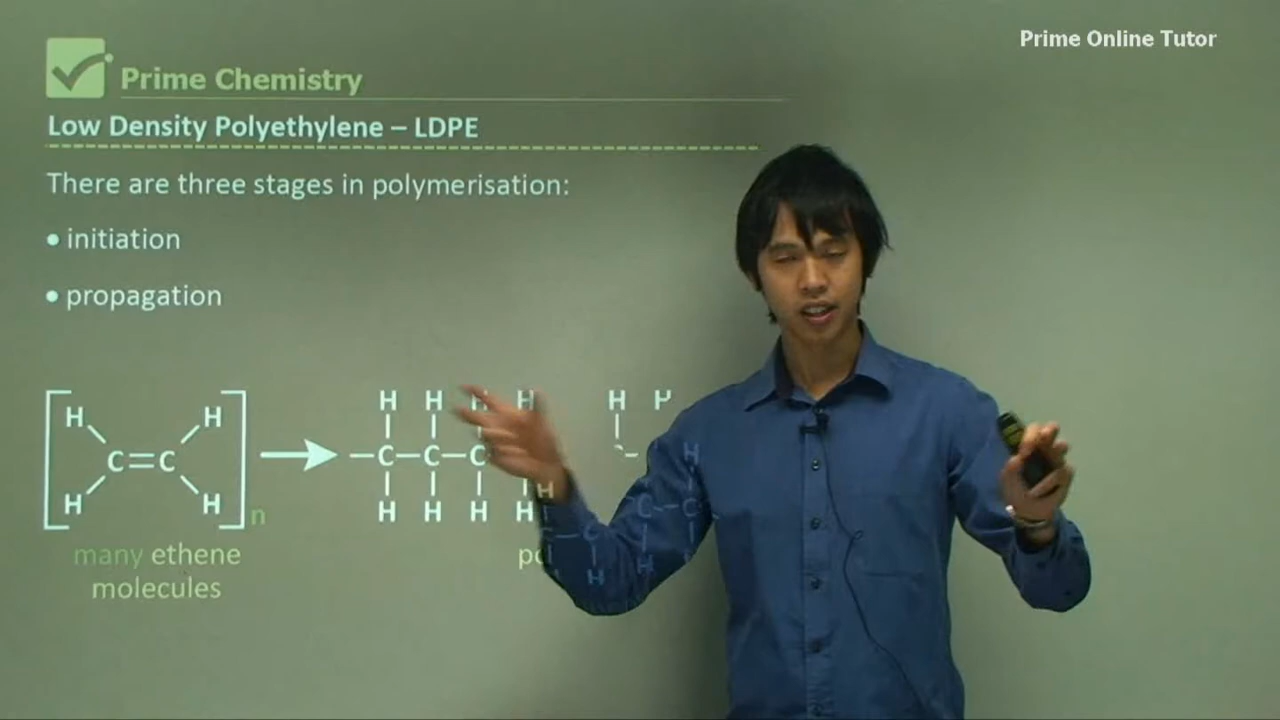 Prime Online Tutor
Prime Chemistry
Low Density Polyethylene – LDPE
There are three stages in polymerisation:
• initiation
• propagation
H H H H H H H H
C=C –C–C–C
H H H H H H
n
many ethene
molecules